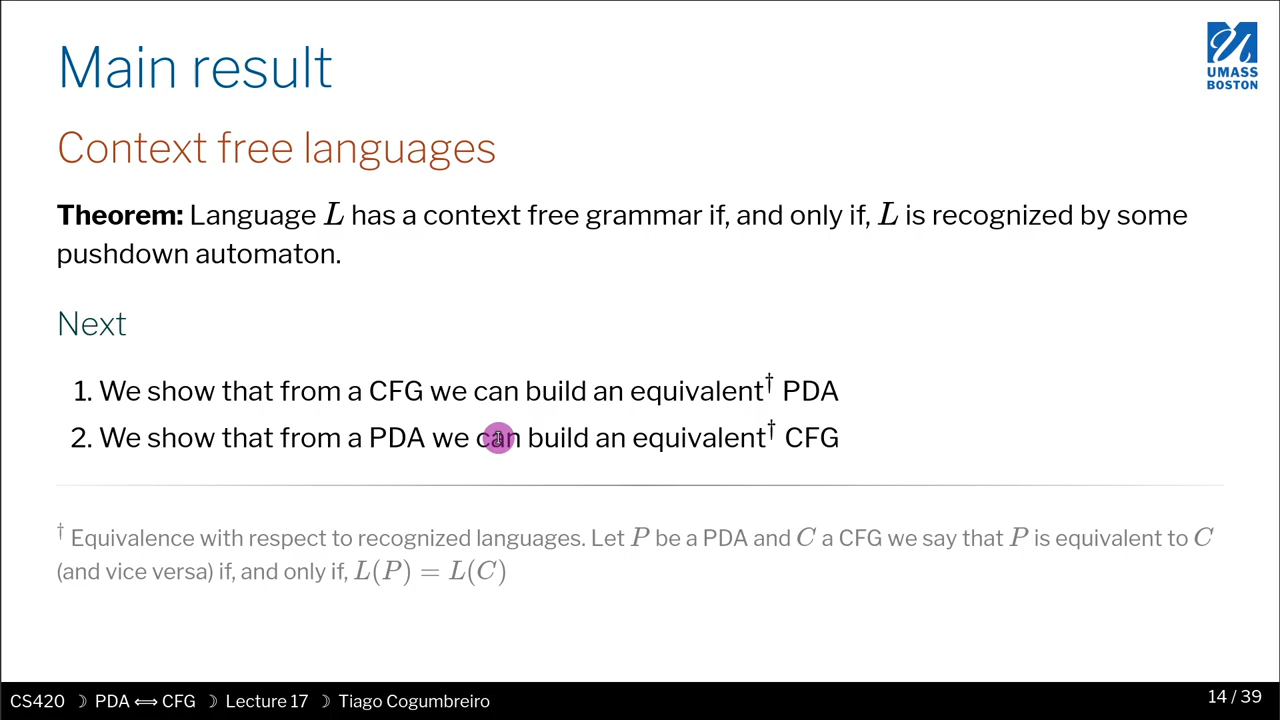 Main result
UMASS
BOSTON
Context free languages
Theorem: Language L has a context free grammar if, and only if, L is recognized by some
pushdown automaton.
Next
1. We show that from a CFG we can build an equivalent† PDA
2. We show that from a PDA we can build an equivalent† CFG
† Equivalence with respect to recognized languages. Let P be a PDA and C a CFG we say that P is equivalent to C
(and vice versa) if, and only if, L(P) = L(C)
CS420 ☽ PDA ⟺ CFG ☽ Lecture 17 ☽ Tiago Cogumbreiro
14 / 39